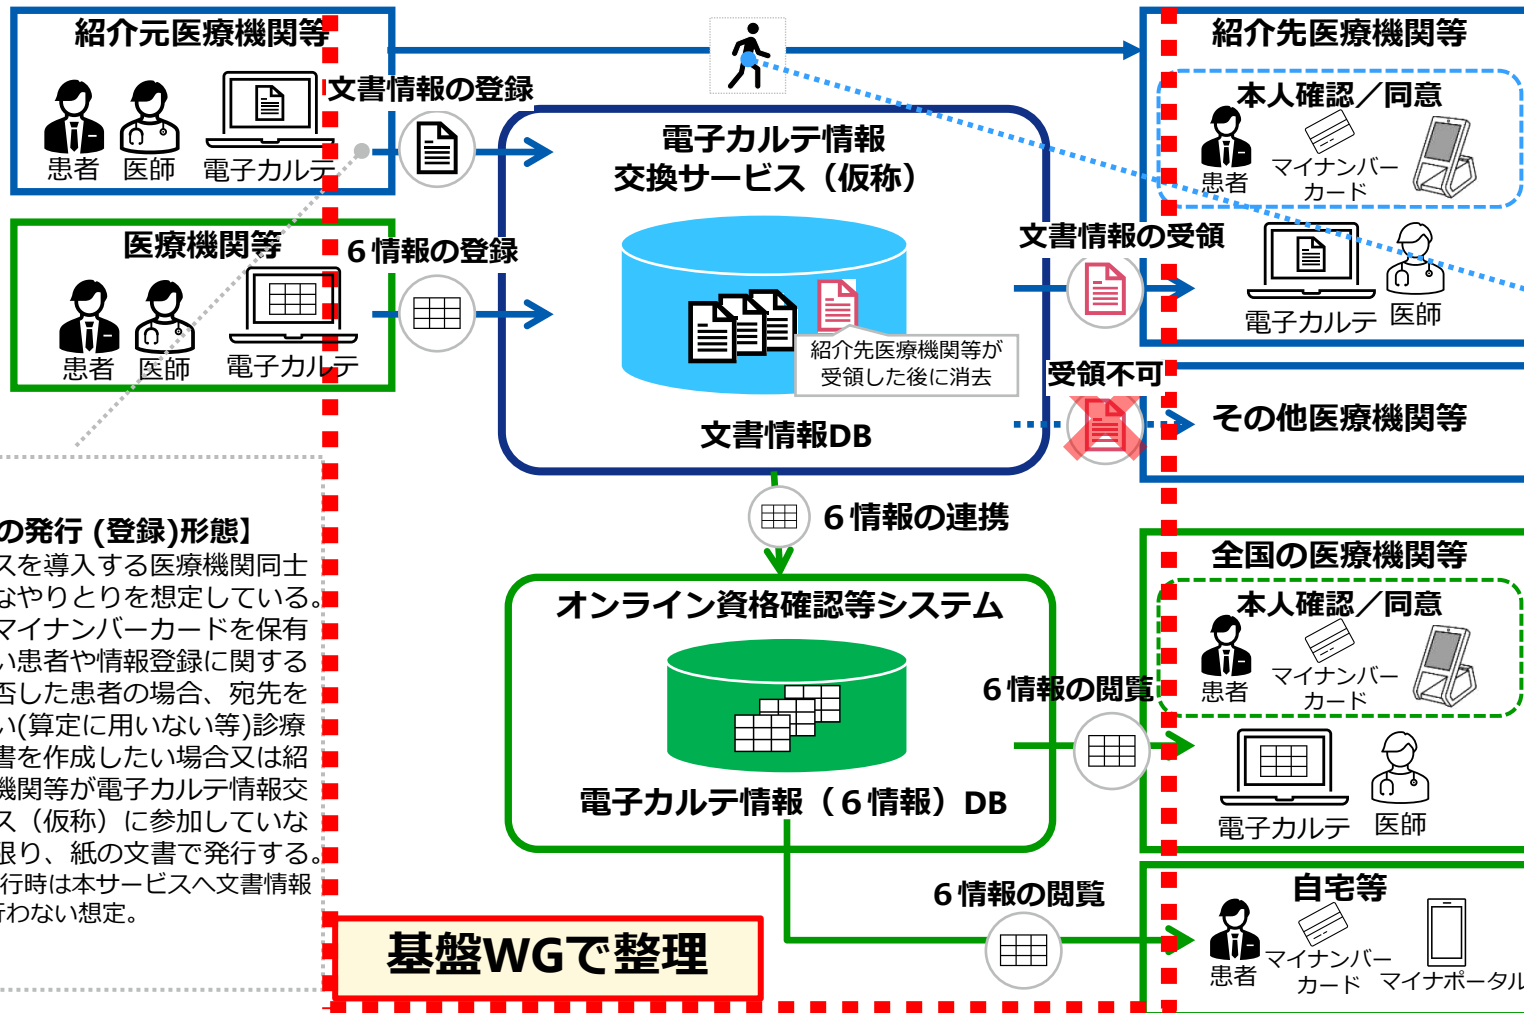 紹介元医療機関等
患者
医師
電子カルテ
文書情報の登録
医療機関等
患者
医師
電子カルテ
6情報の登録
電子カルテ情報
交換サービス（仮称）
紹介先医療機関等が
受領した後に消去
文書情報DB
文書情報の受領
受領不可
紹介先医療機関等
本人確認／同意
患者
マイナンバー
カード
電子カルテ
医師
その他医療機関等
6情報の連携
オンライン資格確認等システム
電子カルテ情報（6情報）DB
6情報の閲覧
全国の医療機関等
本人確認／同意
患者
マイナンバー
カード
電子カルテ
医師
6情報の閲覧
自宅等
患者
マイナンバー
カード
マイナポータル
の発行 (登録)形態】
スを導入する医療機関同士
なやりとりを想定している。
マイナンバーカードを保有
い患者や情報登録に関する
否した患者の場合、宛先を
い(算定に用いない等)診療
書を作成したい場合又は紹
機関等が電子カルテ情報交
ス（仮称）に参加していな
限り、紙の文書で発行する。
行時は本サービスへ文書情報
行わない想定。
基盤WGで整理